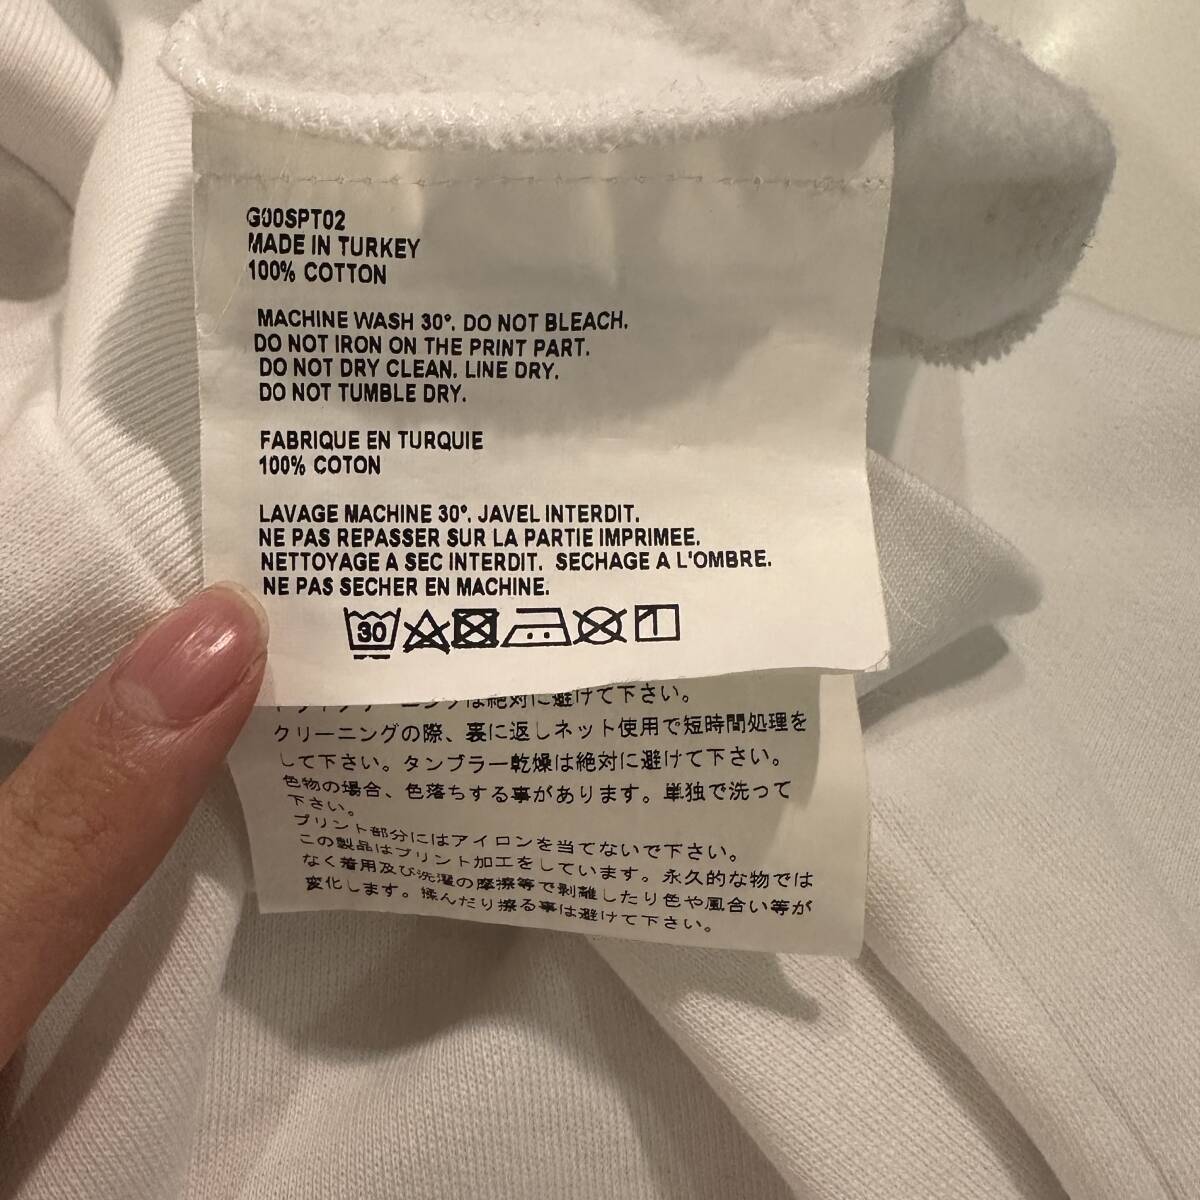 G00SPT02
MADE IN TURKEY
100% COTTON
MACHINE WASH 30°. DO NOT BLEACH.
DO NOT IRON ON THE PRINT PART.
DO NOT DRY CLEAN. LINE DRY.
DO NOT TUMBLE DRY.
FABRIQUE EN TURQUIE
100% COTON
LAVAGE MACHINE 30°. JAVEL INTERDIT.
NE PAS REPASSER SUR LA PARTIE IMPRIMEE.
NETTOYAGE A SEC INTERDIT. SECHAGE A L'OMBRE.
NE PAS SECHER EN MACHINE.
30
ドライクリーニングは絶対に避けて下さい。
クリーニングの際、裏に返しネット使用で短時間処理を
して下さい。タンブラー乾燥は絶対に避けて下さい。
色物の場合、色落ちする事があります。単独で洗って
下さい。
プリント部分にはアイロンを当てないで下さい。
この製品はプリント加工をしています。永久的な物では
なく着用及び洗濯の摩擦等で剥離したり色や風合い等が
変化します。揉んだり擦る事は避けて下さい。